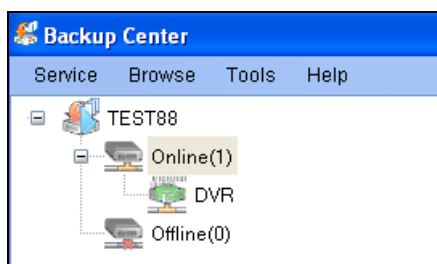 Backup Center
Service Browse Tools Help
TEST88
Online(1)
DVR
Offline(0)